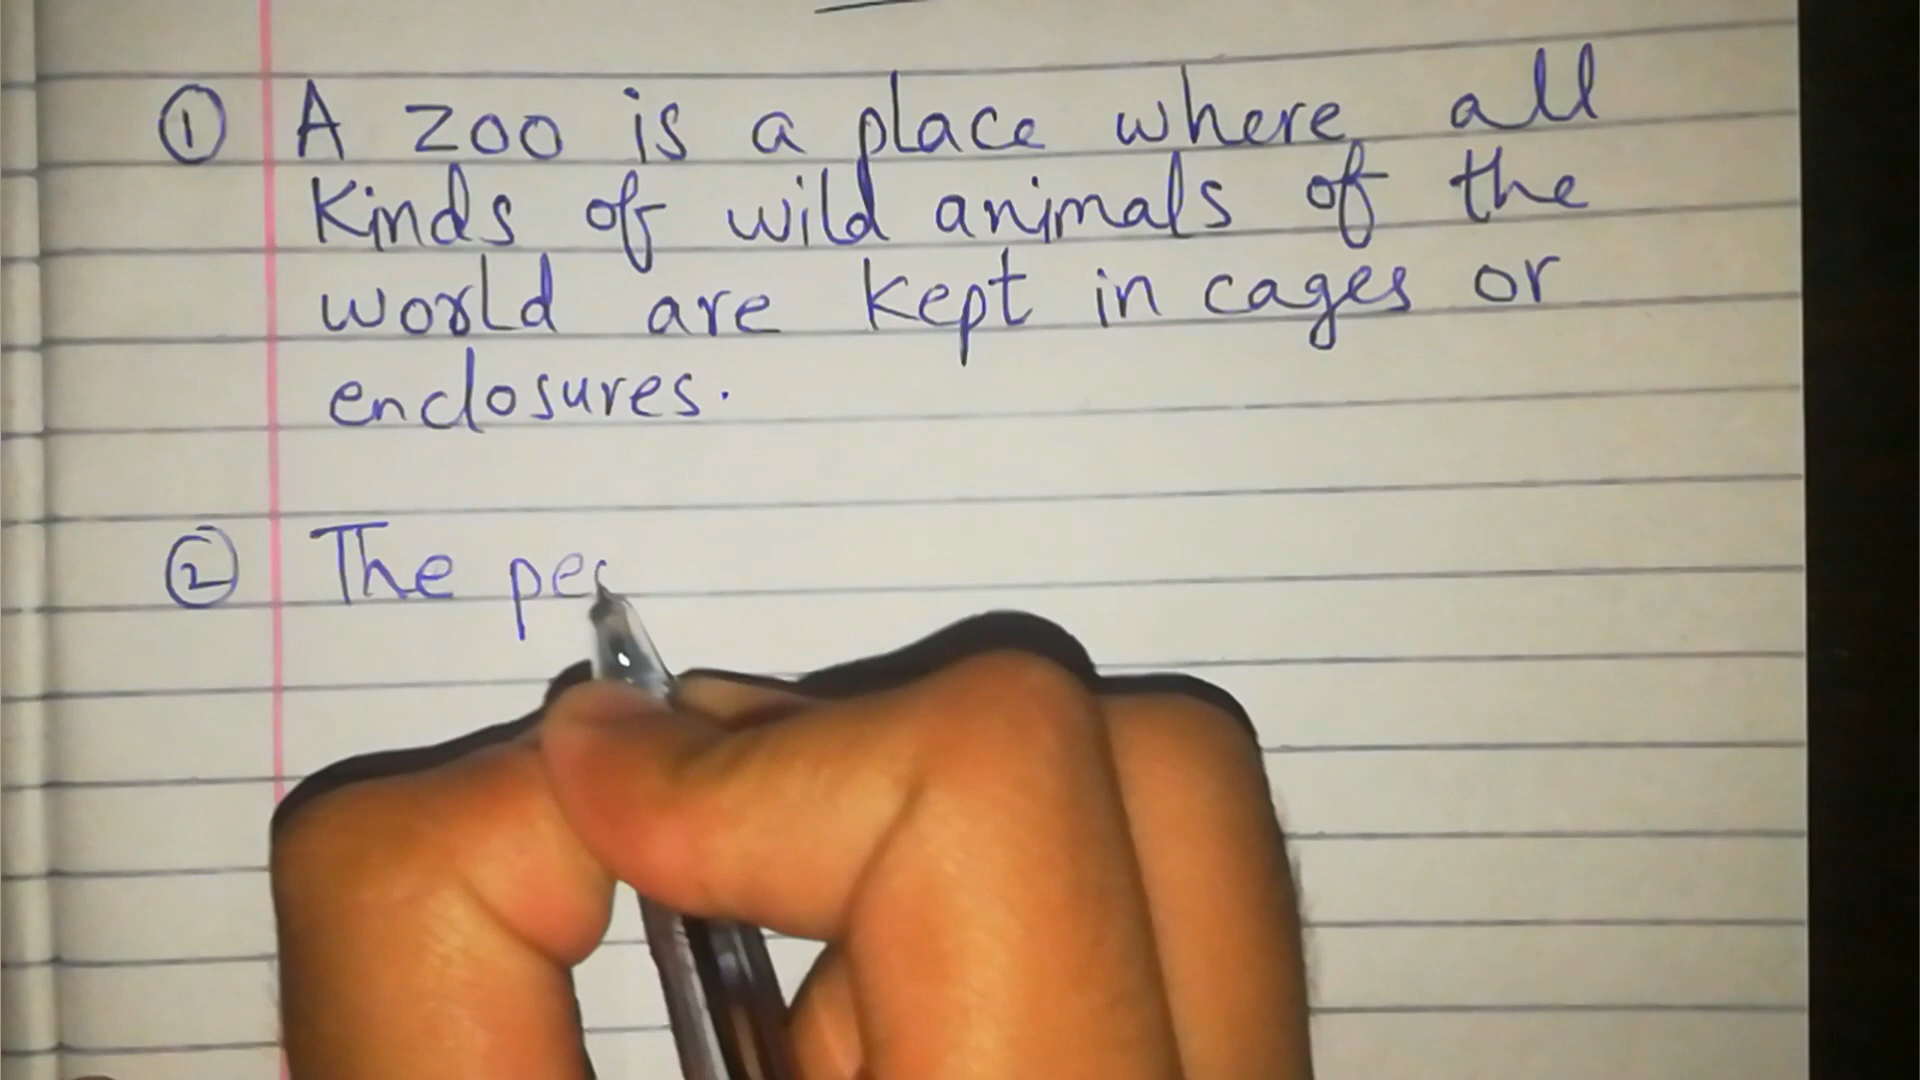 ① A zoo is a place where all
kinds of wild animals of the
world are kept in cages or
enclosures.
② The